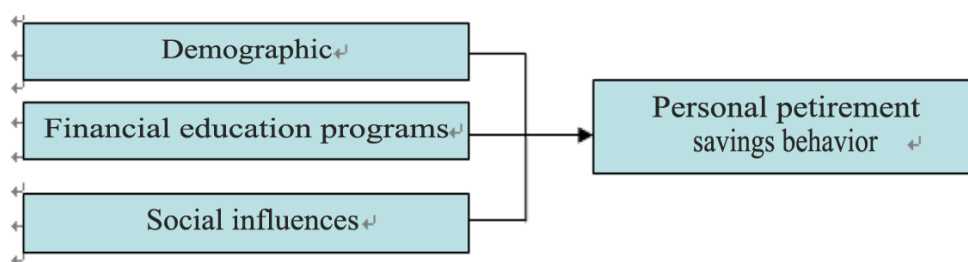 Demographic
Financial education programs
Social influences
Personal petirement
savings behavior